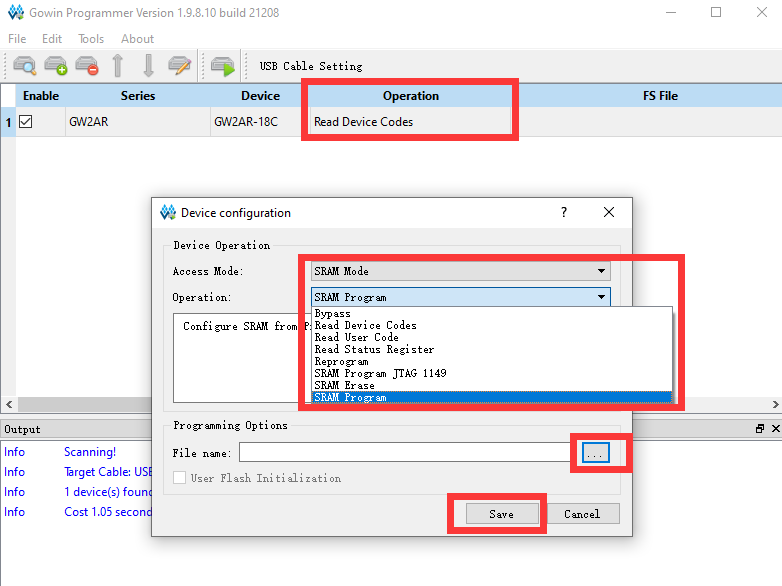 Gowin Programmer Version 1.9.8.10 build 21208
File Edit Tools About
USB Cable Setting
Enable Series Device Operation FS File
1 GW2AR GW2AR-18C Read Device Codes
Device configuration ?
Device Operation
Access Mode: SRAM Mode
Operation: SRAM Program
Configure SRAM from
Bypass
Read Device Codes
Read User Code
Read Status Register
Reprogram
SRAM Program JTAG 1149
SRAM Erase
SRAM Program
Programming Options
File name: ...
User Flash Initialization
Save Cancel
Output
Info Scanning!
Info Target Cable: USB
Info 1 device(s) found
Info Cost 1.05 second